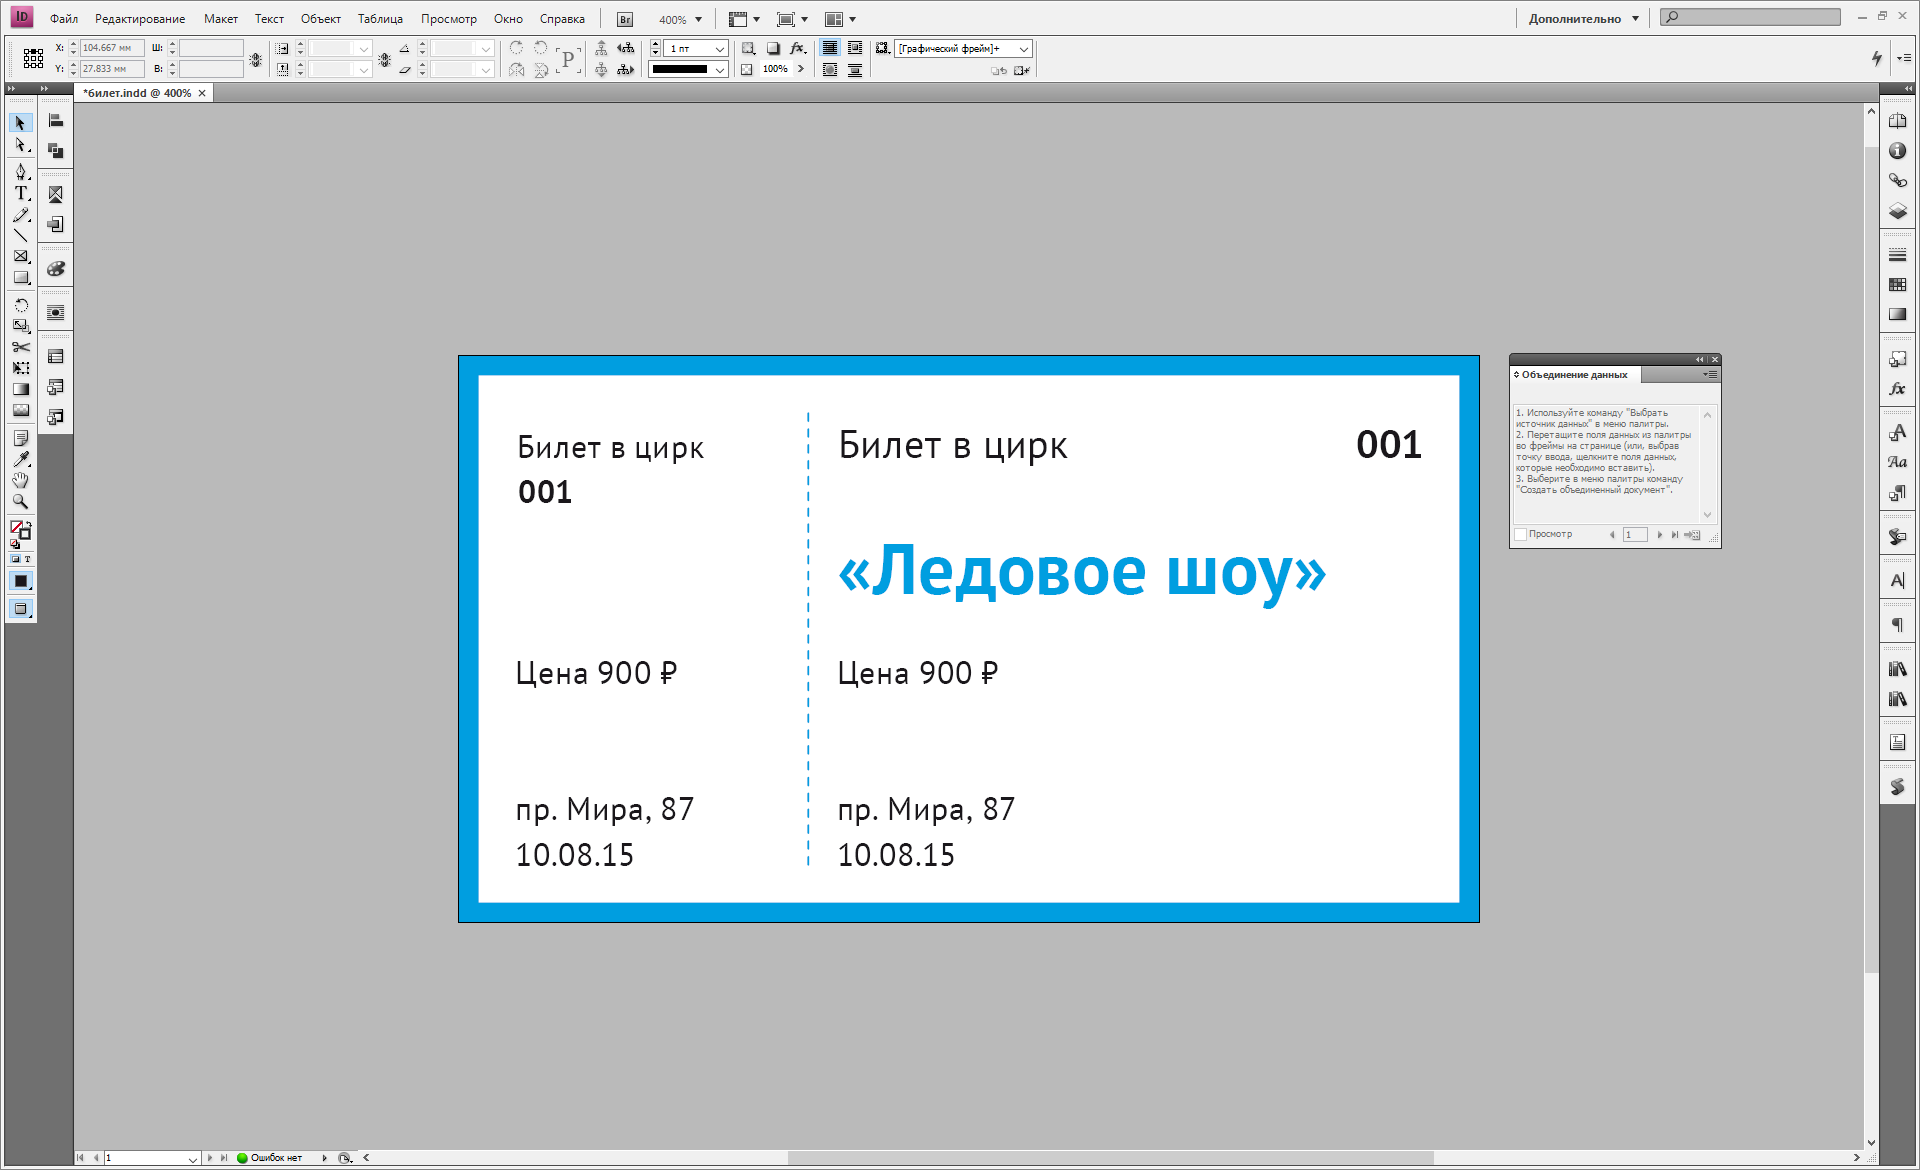 ID Файл Редактирование Макет Текст Объект Таблица Просмотр Окно Справка Br 400% Дополнительно
X: 104.667 мм Ш: 1 пт [Графический фрейм]+
Y: 27.833 мм В: P 100%
*билет.indd @ 400%
Билет в цирк
001
Цена 900 ₽
пр. Мира, 87
10.08.15
Билет в цирк 001
«Ледовое шоу»
Цена 900 ₽
пр. Мира, 87
10.08.15
Объединение данных
1. Используйте команду "Выбрать
источник данных" в меню палитры.
2. Перетащите поля данных из палитры
во фреймы на странице (или, выбрав
точку ввода, щелкните поля данных,
которые необходимо вставить).
3. Выберите в меню палитры команду
"Создать объединенный документ".
Просмотр 1
1 Ошибок нет